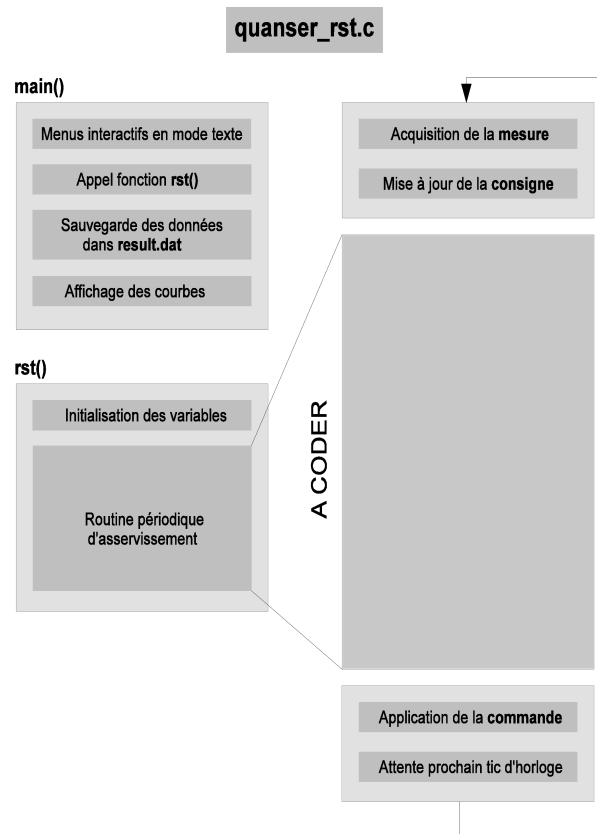 quanser_rst.c
main()
Menus interactifs en mode texte
Appel fonction rst()
Sauvegarde des données
dans result.dat
Affichage des courbes
rst()
Initialisation des variables
Routine périodique
d'asservissement
Acquisition de la mesure
Mise à jour de la consigne
A CODER
Application de la commande
Attente prochain tic d'horloge